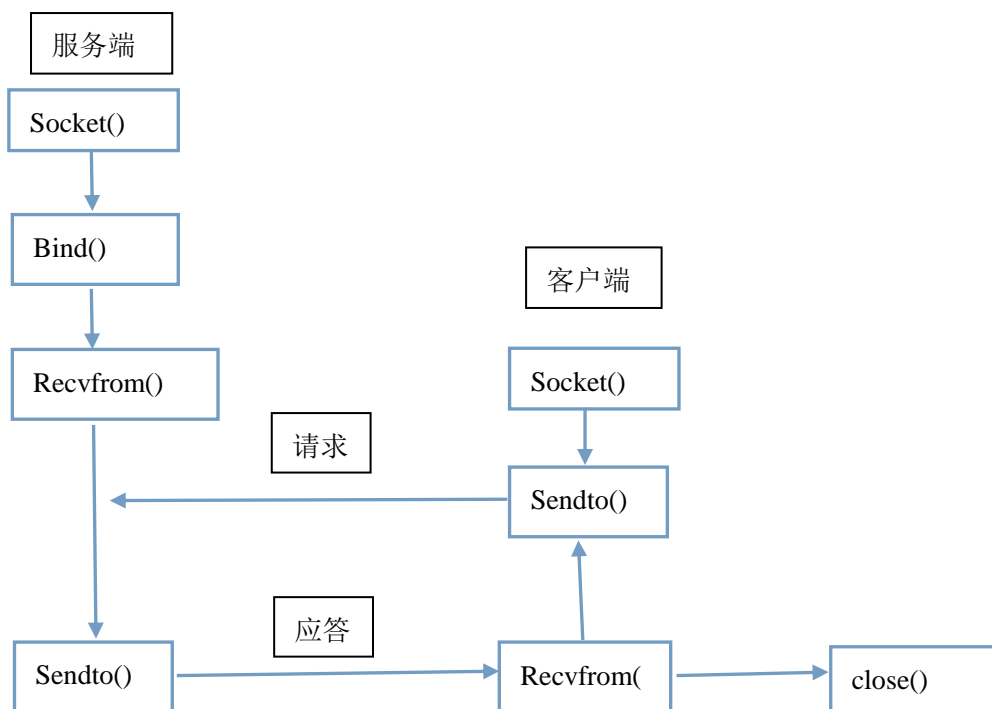 服务端
Socket()
Bind()
客户端
Recvfrom()
Socket()
请求
Sendto()
应答
Sendto()
Recvfrom(
close()